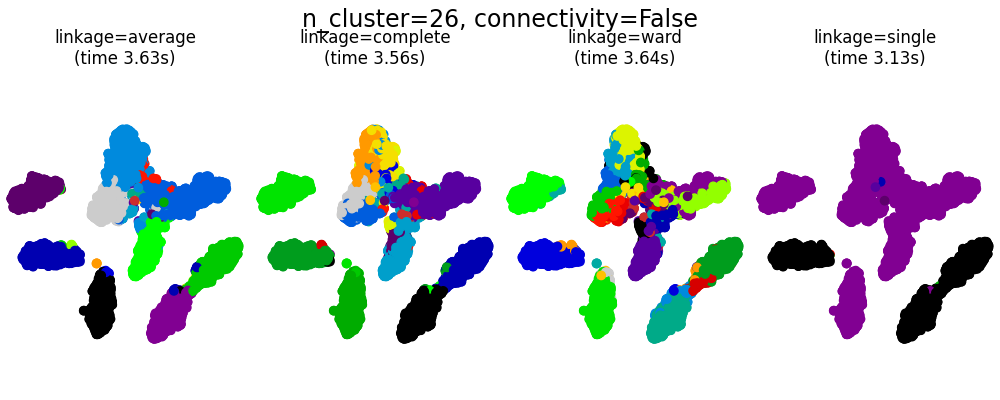 n_cluster=26, connectivity=False
linkage=average
(time 3.63s)
linkage=complete
(time 3.56s)
linkage=ward
(time 3.64s)
linkage=single
(time 3.13s)